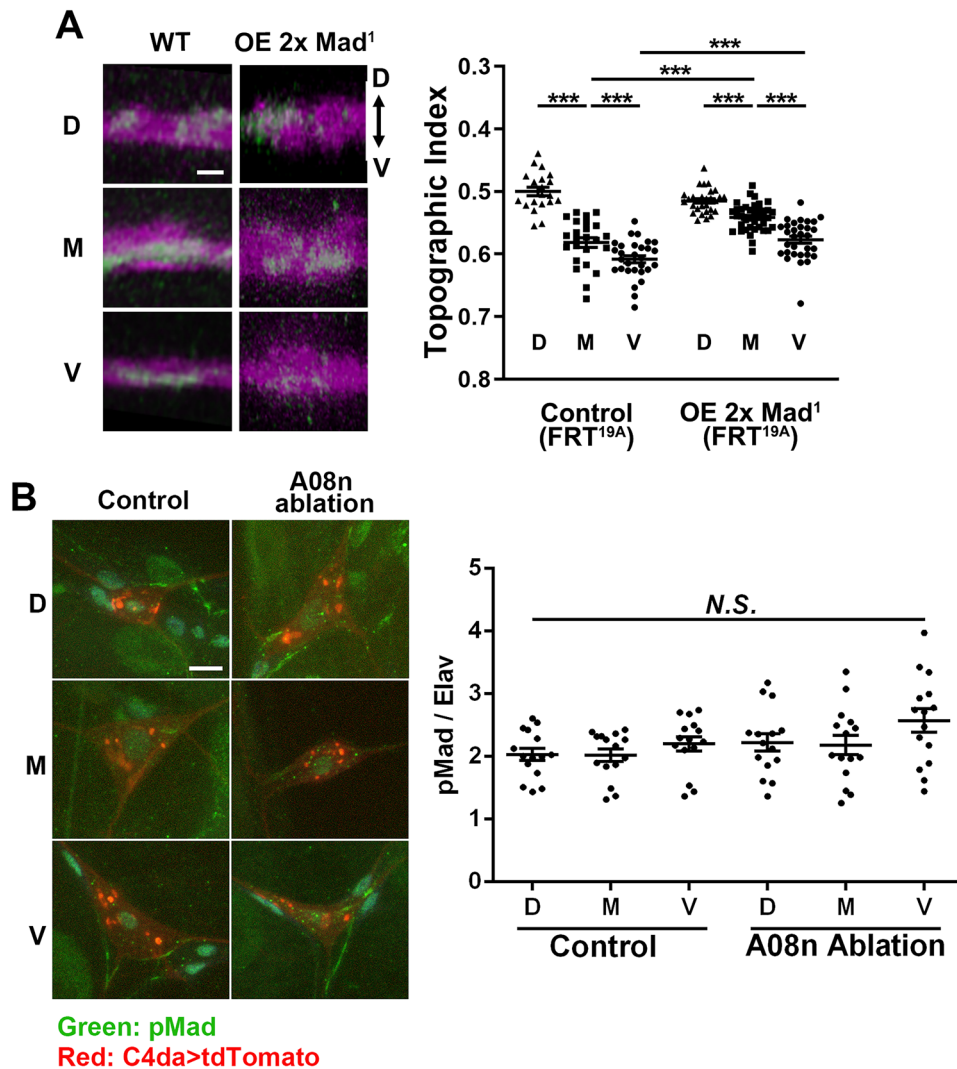 A
WT
OE 2x Mad¹
D
M
V
D
V
Topographic Index
0.3
0.4
0.5
0.6
0.7
0.8
***
***
*** ***
*** ***
D M V D M V
Control
(FRT¹⁹ᴬ)
OE 2x Mad¹
(FRT¹⁹ᴬ)
B
Control
A08n
ablation
D
M
V
Green: pMad
Red: C4da>tdTomato
pMad / Elav
5
4
3
2
1
0
N.S.
D M V D M V
Control
A08n Ablation